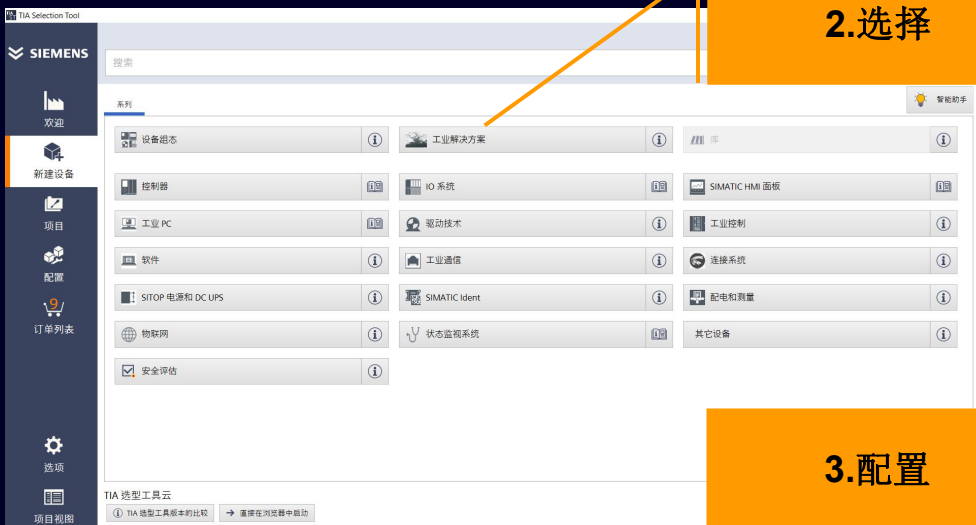 TIA Selection Tool
2.选择
SIEMENS
搜索
智能助手
系列
欢迎
新建设备
项目
配置
9
订单列表
选项
项目视图
设备组态
工业解决方案
库
控制器
IO 系统
SIMATIC HMI 面板
工业 PC
驱动技术
工业控制
软件
工业通信
连接系统
SITOP 电源和 DC UPS
SIMATIC Ident
配电和测量
物联网
状态监视系统
其它设备
安全评估
3.配置
TIA 选型工具云
TIA 选型工具版本的比较
直接在浏览器中启动